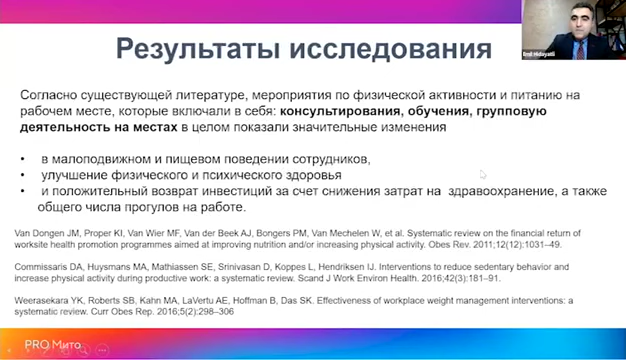 Результаты исследования
Emil Hidayatli
Согласно существующей литературе, мероприятия по физической активности и питанию на
рабочем месте, которые включали в себя: консультирования, обучения, групповую
деятельность на местах в целом показали значительные изменения
• в малоподвижном и пищевом поведении сотрудников,
• улучшение физического и психического здоровья
• и положительный возврат инвестиций за счет снижения затрат на здравоохранение, а также
общего числа прогулов на работе.
Van Dongen JM, Proper KI, Van Wier MF, Van der Beek AJ, Bongers PM, Van Mechelen W, et al. Systematic review on the financial return of
worksite health promotion programmes aimed at improving nutrition and/or increasing physical activity. Obes Rev. 2011;12(12):1031–49.
Commissaris DA, Huysmans MA, Mathiassen SE, Srinivasan D, Koppes L, Hendriksen IJ. Interventions to reduce sedentary behavior and
increase physical activity during productive work: a systematic review. Scand J Work Environ Health. 2016;42(3):181–91.
Weerasekara YK, Roberts SB, Kahn MA, LaVertu AE, Hoffman B, Das SK. Effectiveness of workplace weight management interventions: a
systematic review. Curr Obes Rep. 2016;5(2):298–306
PRO Мита